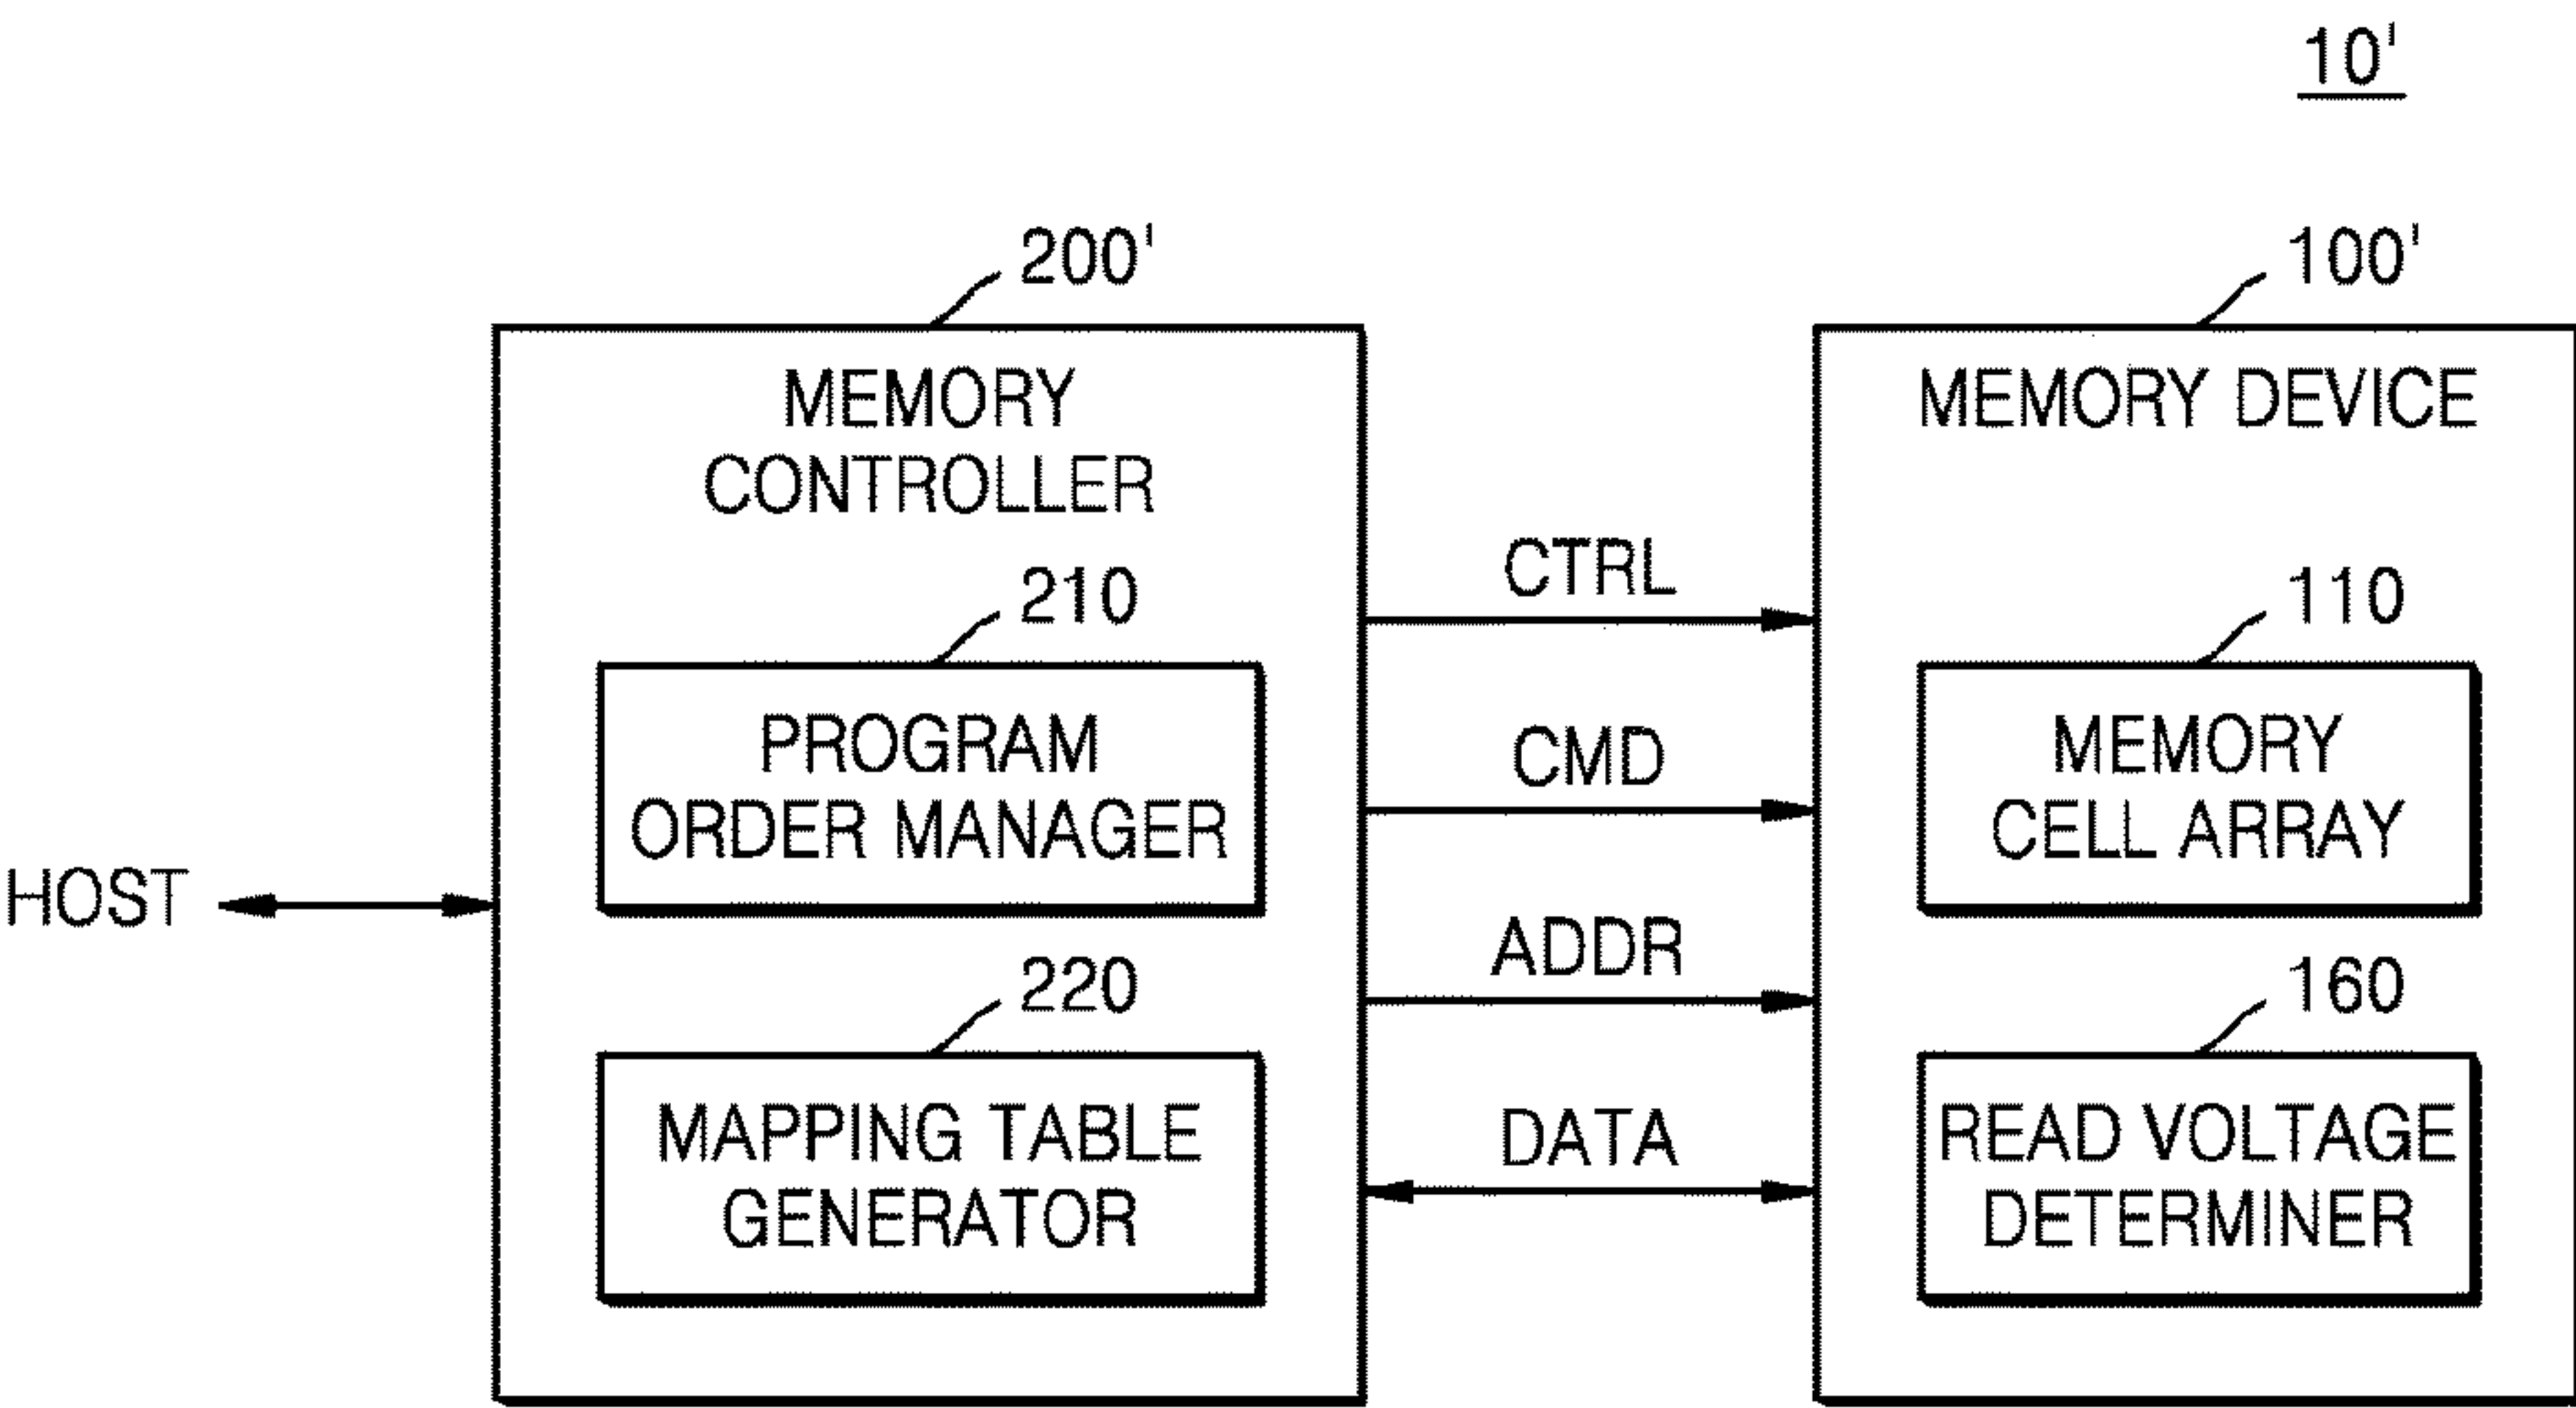 10'
200'
100'
MEMORY
CONTROLLER
MEMORY DEVICE
CTRL
210
110
PROGRAM
ORDER MANAGER
CMD
MEMORY
CELL ARRAY
HOST
ADDR
220
160
MAPPING TABLE
GENERATOR
DATA
READ VOLTAGE
DETERMINER